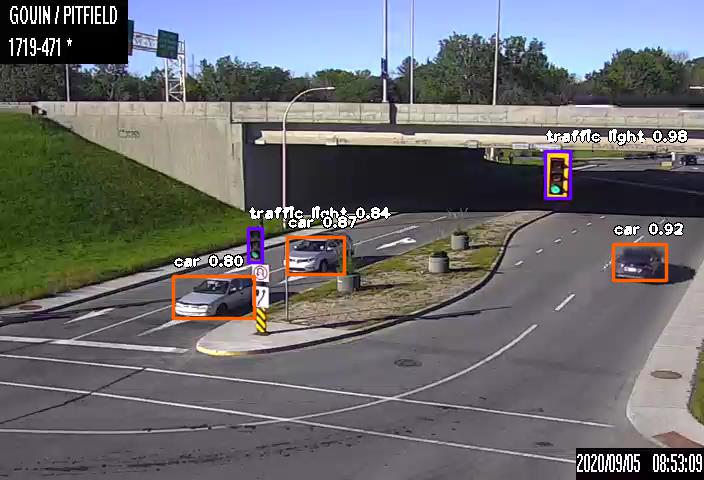 GOUIN / PITFIELD
1719-471 *
traffic light 0.98
traffic light 0.84
car 0.87
car 0.92
car 0.80
2020/09/05 08:53:09